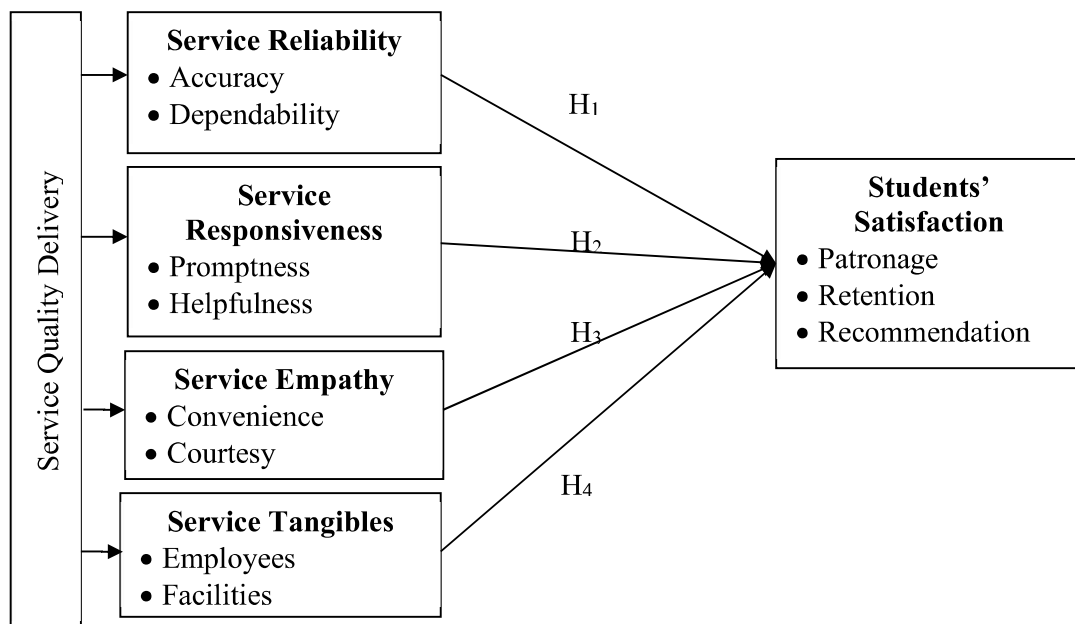 Service Quality Delivery
Service Reliability
• Accuracy
• Dependability
Service
Responsiveness
• Promptness
• Helpfulness
Service Empathy
• Convenience
• Courtesy
Service Tangibles
• Employees
• Facilities
H₁
H₂
H₃
H₄
Students’
Satisfaction
• Patronage
• Retention
• Recommendation